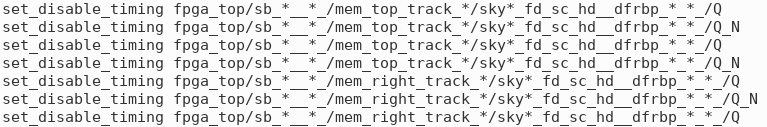 set_disable_timing fpga_top/sb_*__*_/mem_top_track_*/sky*_fd_sc_hd__dfrbp_*_*_/Q
set_disable_timing fpga_top/sb_*__*_/mem_top_track_*/sky*_fd_sc_hd__dfrbp_*_*_/Q_N
set_disable_timing fpga_top/sb_*__*_/mem_top_track_*/sky*_fd_sc_hd__dfrbp_*_*_/Q
set_disable_timing fpga_top/sb_*__*_/mem_top_track_*/sky*_fd_sc_hd__dfrbp_*_*_/Q_N
set_disable_timing fpga_top/sb_*__*_/mem_right_track_*/sky*_fd_sc_hd__dfrbp_*_*_/Q
set_disable_timing fpga_top/sb_*__*_/mem_right_track_*/sky*_fd_sc_hd__dfrbp_*_*_/Q_N
set_disable_timing fpga_top/sb_*__*_/mem_right_track_*/sky*_fd_sc_hd__dfrbp_*_*_/Q